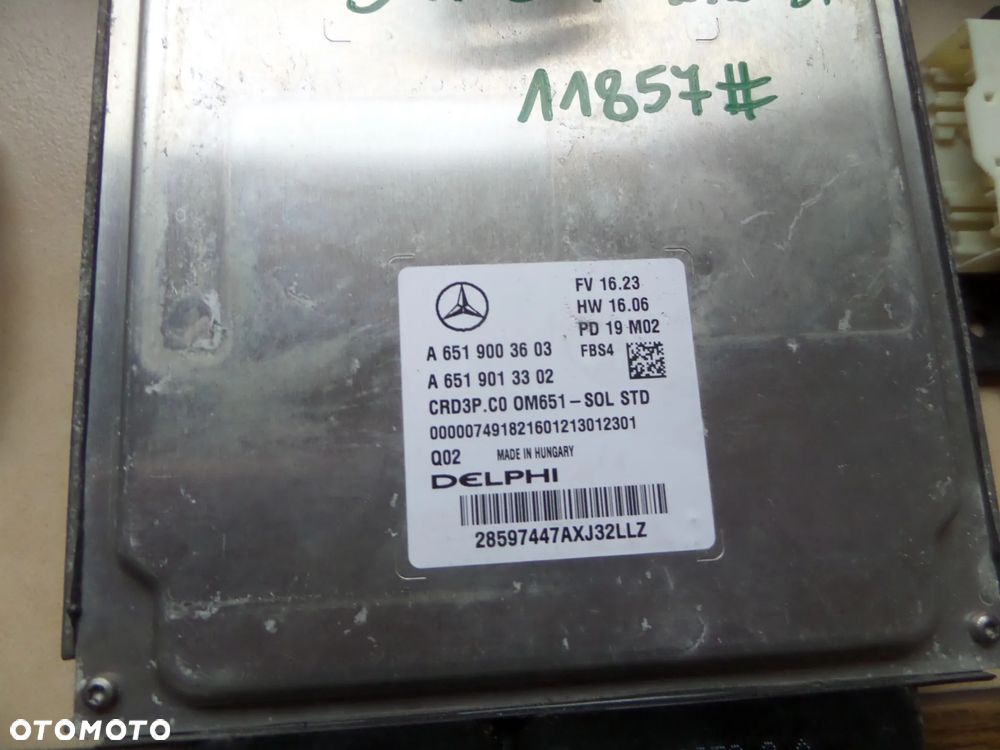 11857#
FV 16.23
HW 16.06
PD 19 M02
A 651 900 36 03 FBS4
A 651 901 33 02
CRD3P.C0 OM651-SOL STD
000007491821601213012301
Q02 MADE IN HUNGARY
DELPHI
28597447AXJ32LLZ
OTOMOTO